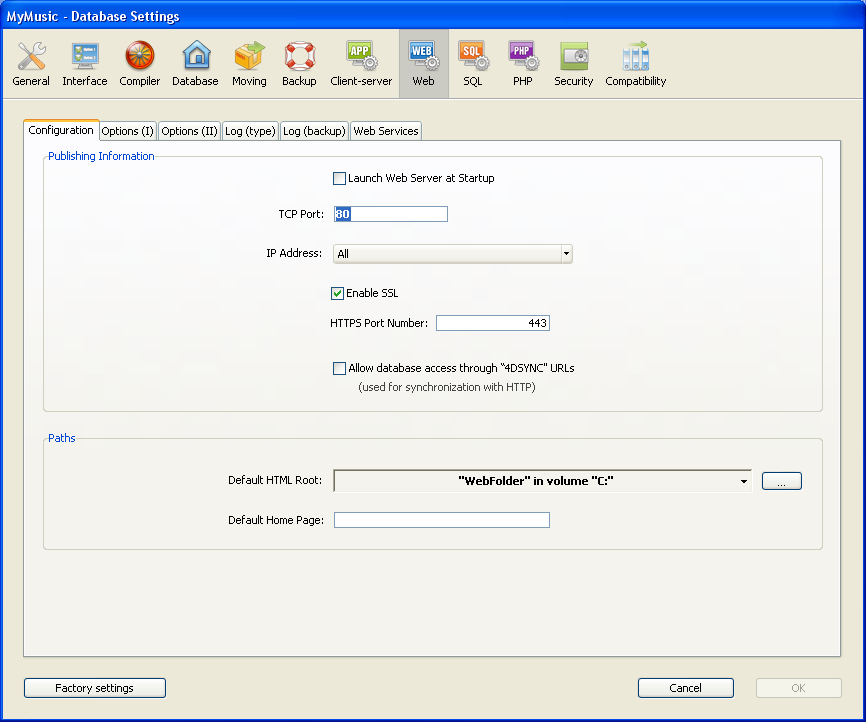 MyMusic - Database Settings
General Interface Compiler Database Moving Backup Client-server Web SQL PHP Security Compatibility
APP WEB SQL PHP
Configuration Options (I) Options (II) Log (type) Log (backup) Web Services
Publishing Information
Launch Web Server at Startup
TCP Port: 80
IP Address: All
Enable SSL
HTTPS Port Number: 443
Allow database access through "4DSYNC" URLs
(used for synchronization with HTTP)
Paths
Default HTML Root: "WebFolder" in volume "C:" ...
Default Home Page:
Factory settings Cancel OK